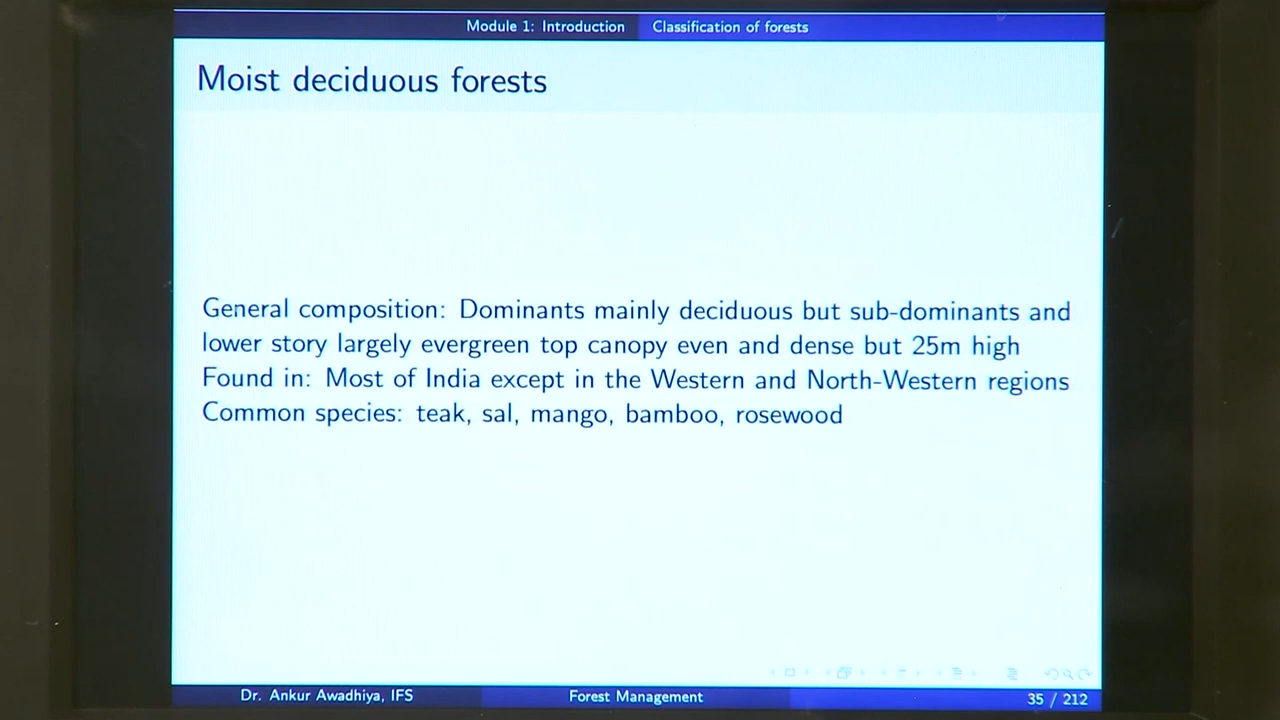 Module 1: Introduction Classification of forests
Moist deciduous forests
General composition: Dominants mainly deciduous but sub-dominants and
lower story largely evergreen top canopy even and dense but 25m high
Found in: Most of India except in the Western and North-Western regions
Common species: teak, sal, mango, bamboo, rosewood
Dr. Ankur Awadhiya, IFS Forest Management 35 / 212